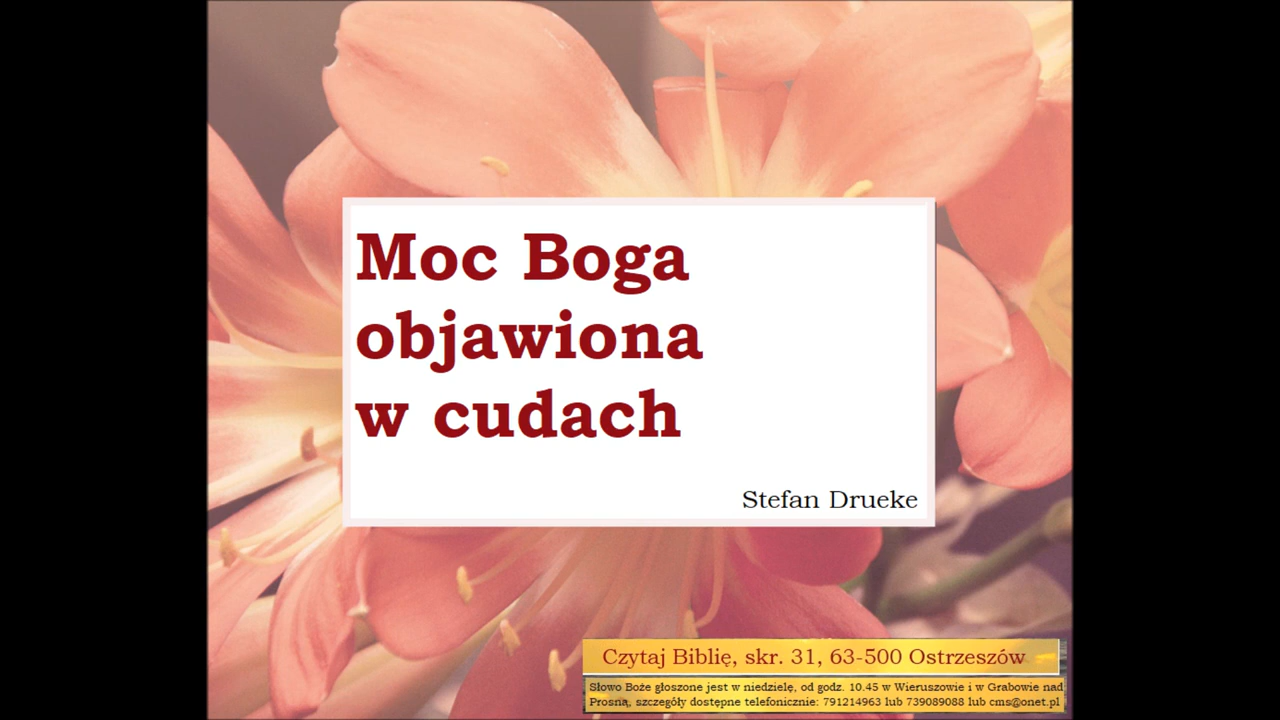 Moc Boga
objawiona
w cudach
Stefan Drueke
Czytaj Biblię, skr. 31, 63-500 Ostrzeszów
Słowo Boże głoszone jest w niedzielę, od godz. 10.45 w Wieruszowie i w Grabowie nad
Prosną, szczegóły dostępne telefonicznie: 791214963 lub 739089088 lub cms@onet.pl